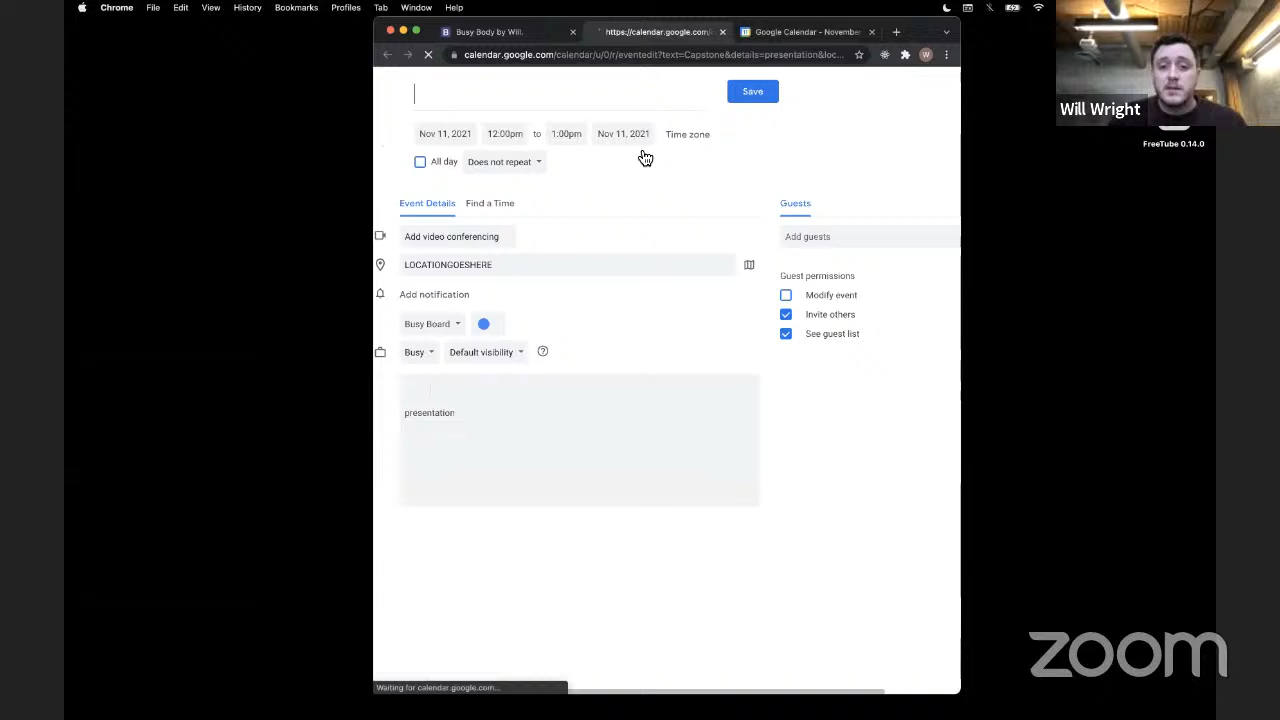 Chrome File Edit View History Bookmarks Profiles Tab Window Help
Busy Body by Will.
https://calendar.google.com/
Google Calendar - November
calendar.google.com/calendar/u/0/r/eventedit?text=Capstone&details=presentation&loc...
W
Save
Nov 11, 2021 12:00pm to 1:00pm Nov 11, 2021 Time zone
All day Does not repeat
Event Details Find a Time
Guests
Add video conferencing
Add guests
LOCATIONGOESHERE
Guest permissions
Add notification
Modify event
Invite others
Busy Board
See guest list
Busy Default visibility
presentation
Waiting for calendar.google.com...
Will Wright
FreeTube 0.14.0
zoom